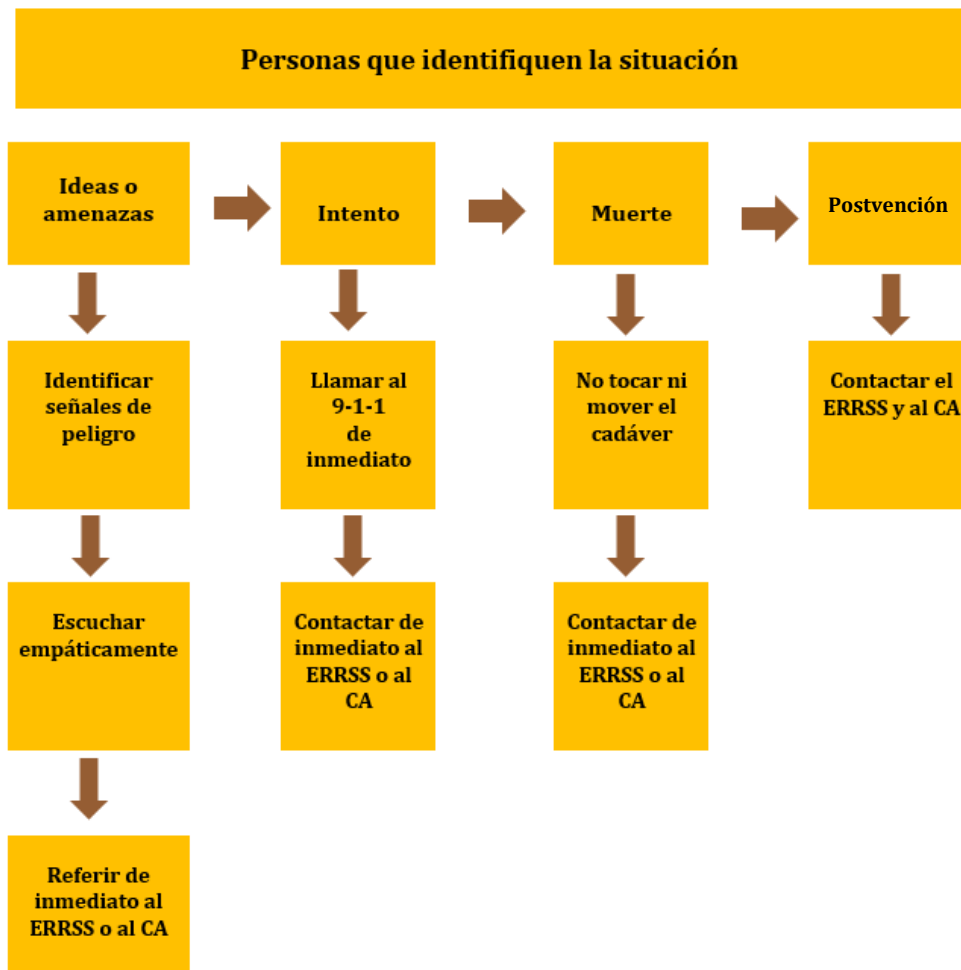 Personas que identifiquen la situación
Ideas o
amenazas
Intento
Muerte
Postvención
Identificar
señales de
peligro
Llamar al
9-1-1
de
inmediato
No tocar ni
mover el
cadáver
Contactar el
ERRSS y al CA
Escuchar
empáticamente
Contactar de
inmediato al
ERRSS o al
CA
Contactar de
inmediato al
ERRSS o al
CA
Referir de
inmediato al
ERRSS o al CA